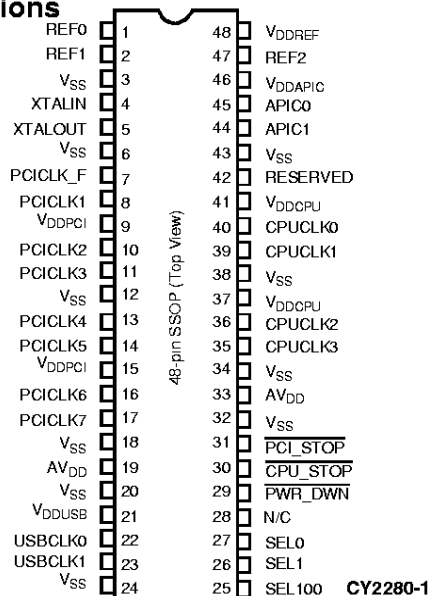 ions
REF0 1 48 VDDREF
REF1 2 47 REF2
VSS 3 46 VDDAPIC
XTALIN 4 45 APIC0
XTALOUT 5 44 APIC1
VSS 6 43 VSS
PCICLK_F 7 42 RESERVED
PCICLK1 8 41 VDDCPU
VDDPCI 9 40 CPUCLK0
PCICLK2 10 39 CPUCLK1
PCICLK3 11 38 VSS
VSS 12 37 VDDCPU
PCICLK4 13 36 CPUCLK2
PCICLK5 14 35 CPUCLK3
VDDPCI 15 34 VSS
PCICLK6 16 33 AVDD
PCICLK7 17 32 VSS
VSS 18 31 PCI_STOP
AVDD 19 30 CPU_STOP
VSS 20 29 PWR_DWN
VDDUSB 21 28 N/C
USBCLK0 22 27 SEL0
USBCLK1 23 26 SEL1
VSS 24 25 SEL100
48-pin SSOP (Top View)
CY2280-1